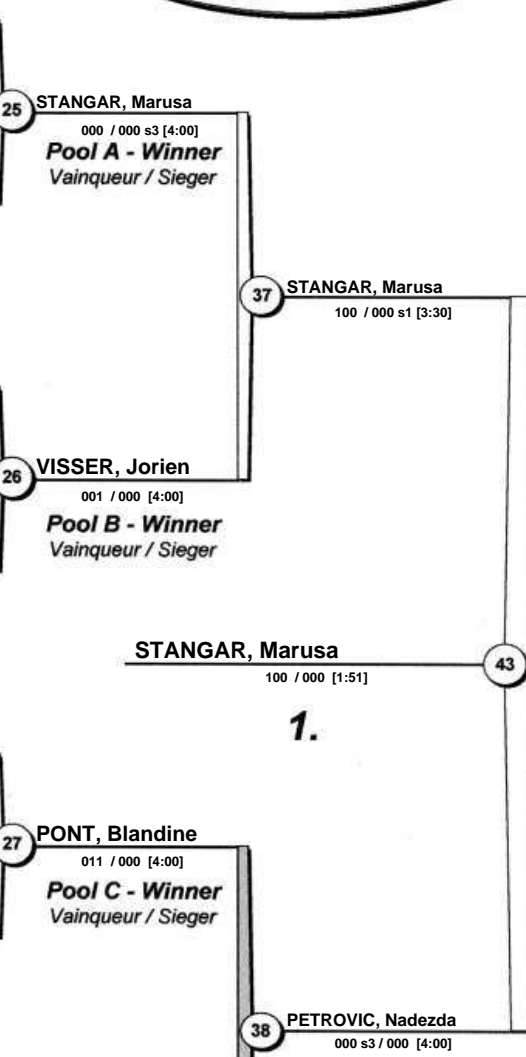 25
STANGAR, Marusa
000 / 000 s3 [4:00]
Pool A - Winner
Vainqueur / Sieger
37
STANGAR, Marusa
100 / 000 s1 [3:30]
26
VISSER, Jorien
001 / 000 [4:00]
Pool B - Winner
Vainqueur / Sieger
STANGAR, Marusa
100 / 000 [1:51]
43
1.
27
PONT, Blandine
011 / 000 [4:00]
Pool C - Winner
Vainqueur / Sieger
38
PETROVIC, Nadezda
000 s3 / 000 [4:00]